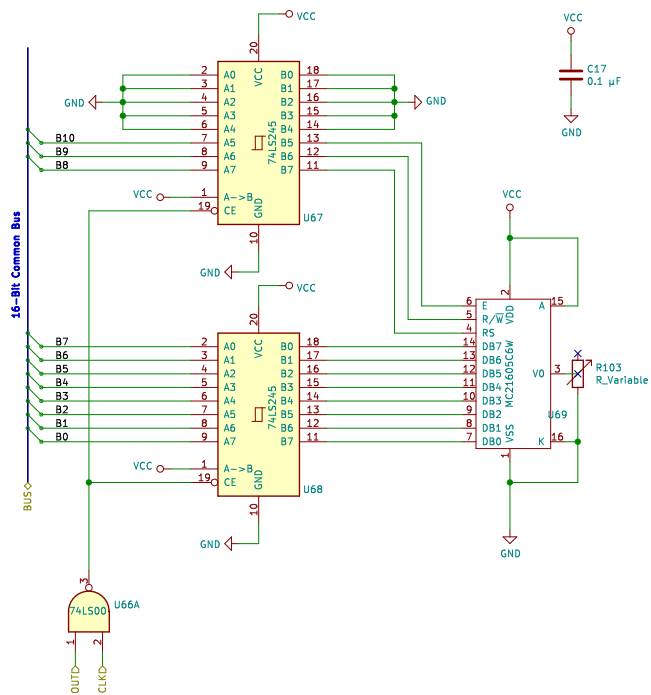 VCC
20
VCC
2 A0 B0 18
3 A1 B1 17
GND 4 A2 B2 16 GND
5 A3 B3 15
6 A4 B4 14
B10 7 A5 B5 13
B9 8 A6 B6 12
B8 9 A7 B7 11
74LS245
VCC 1 A->B
19 CE
GND
U67
10
GND
VCC
C17
0.1 µF
GND
16-Bit Common Bus
VCC
20
VCC
B7 2 A0 B0 18
B6 3 A1 B1 17
B5 4 A2 B2 16
B4 5 A3 B3 15
B3 6 A4 B4 14
B2 7 A5 B5 13
B1 8 A6 B6 12
B0 9 A7 B7 11
74LS245
VCC 1 A->B
19 CE
GND
U68
10
GND
BUS
VCC
2
VDD
6 E A 15
5 R/W̅
4 RS
14 DB7
13 DB6
12 DB5 V0 3
11 DB4
10 DB3
9 DB2
8 DB1
7 DB0 K 16
MC21605C6W
U69
VSS
1
R103
R_Variable
GND
3
U66A
74LS00
1 2
OUT CLK